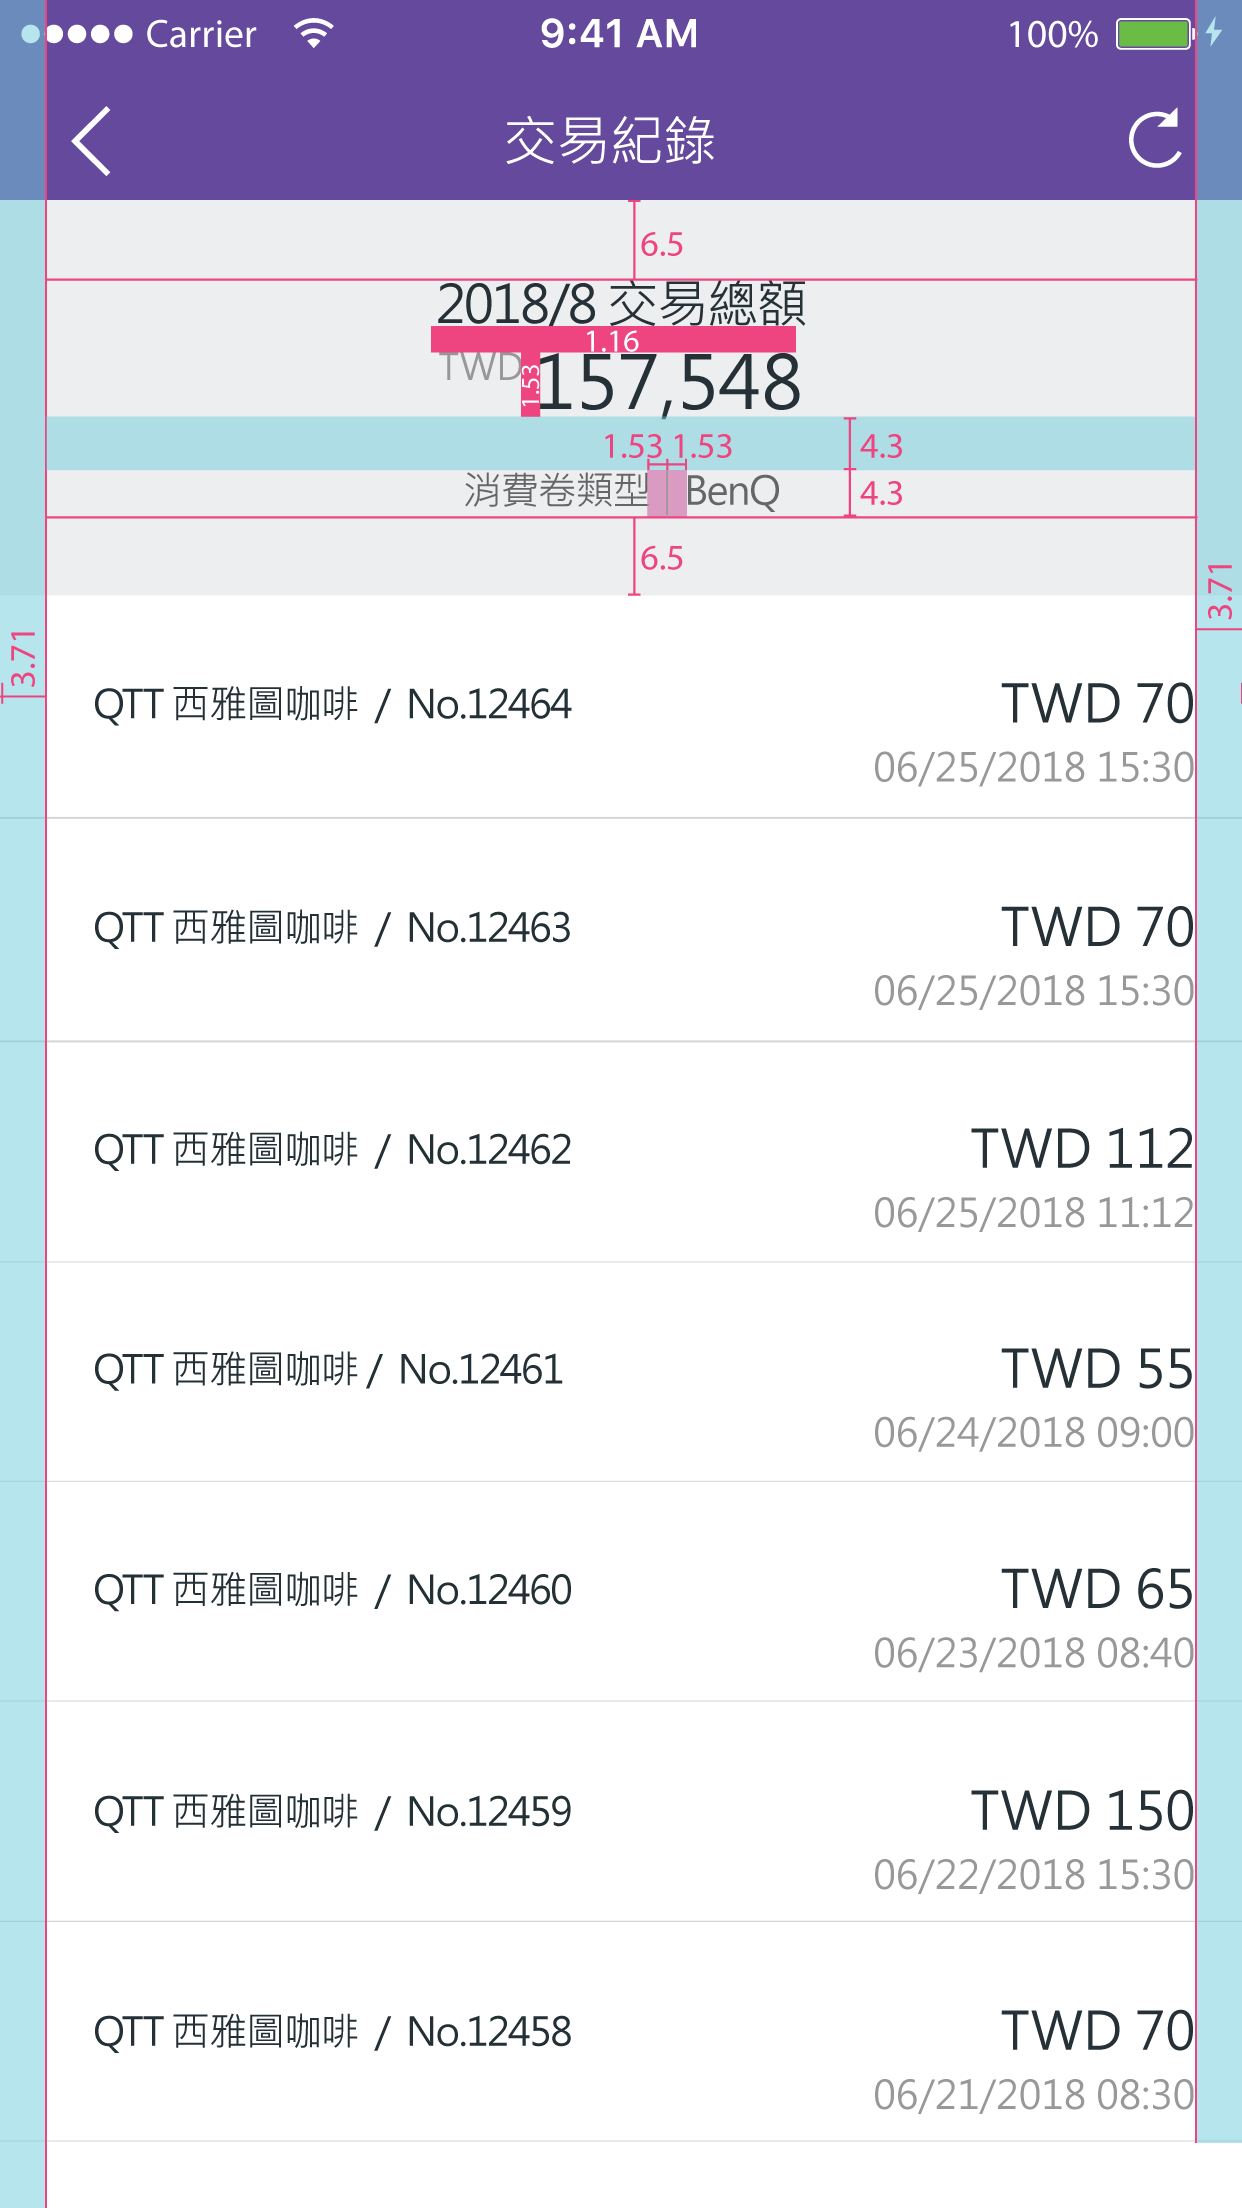 Carrier 9:41 AM 100%
交易紀錄
6.5
2018/8 交易總額
1.16
TWD 157,548
1.53
1.53 1.53 4.3
消費卷類型 BenQ 4.3
6.5
3.71
3.71
QTT 西雅圖咖啡 / No.12464 TWD 70
06/25/2018 15:30
QTT 西雅圖咖啡 / No.12463 TWD 70
06/25/2018 15:30
QTT 西雅圖咖啡 / No.12462 TWD 112
06/25/2018 11:12
QTT 西雅圖咖啡 / No.12461 TWD 55
06/24/2018 09:00
QTT 西雅圖咖啡 / No.12460 TWD 65
06/23/2018 08:40
QTT 西雅圖咖啡 / No.12459 TWD 150
06/22/2018 15:30
QTT 西雅圖咖啡 / No.12458 TWD 70
06/21/2018 08:30